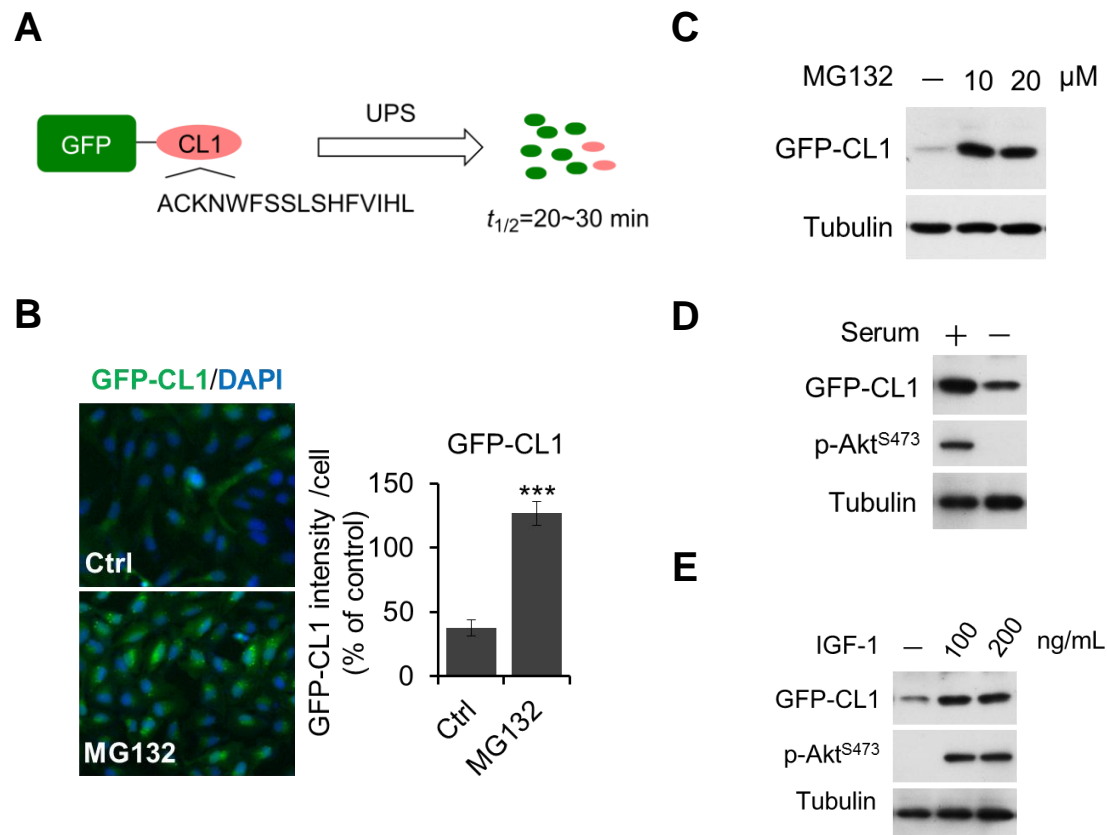 A
GFP
CL1
UPS
ACKNWFSSLSHFVIHL
t1/2=20~30 min
B
GFP-CL1/DAPI
Ctrl
MG132
GFP-CL1 intensity /cell
(% of control)
GFP-CL1
150
100
50
0
***
Ctrl
MG132
C
MG132 − 10 20 μM
GFP-CL1
Tubulin
D
Serum + −
GFP-CL1
p-AktS473
Tubulin
E
IGF-1 − 100 200 ng/mL
GFP-CL1
p-AktS473
Tubulin